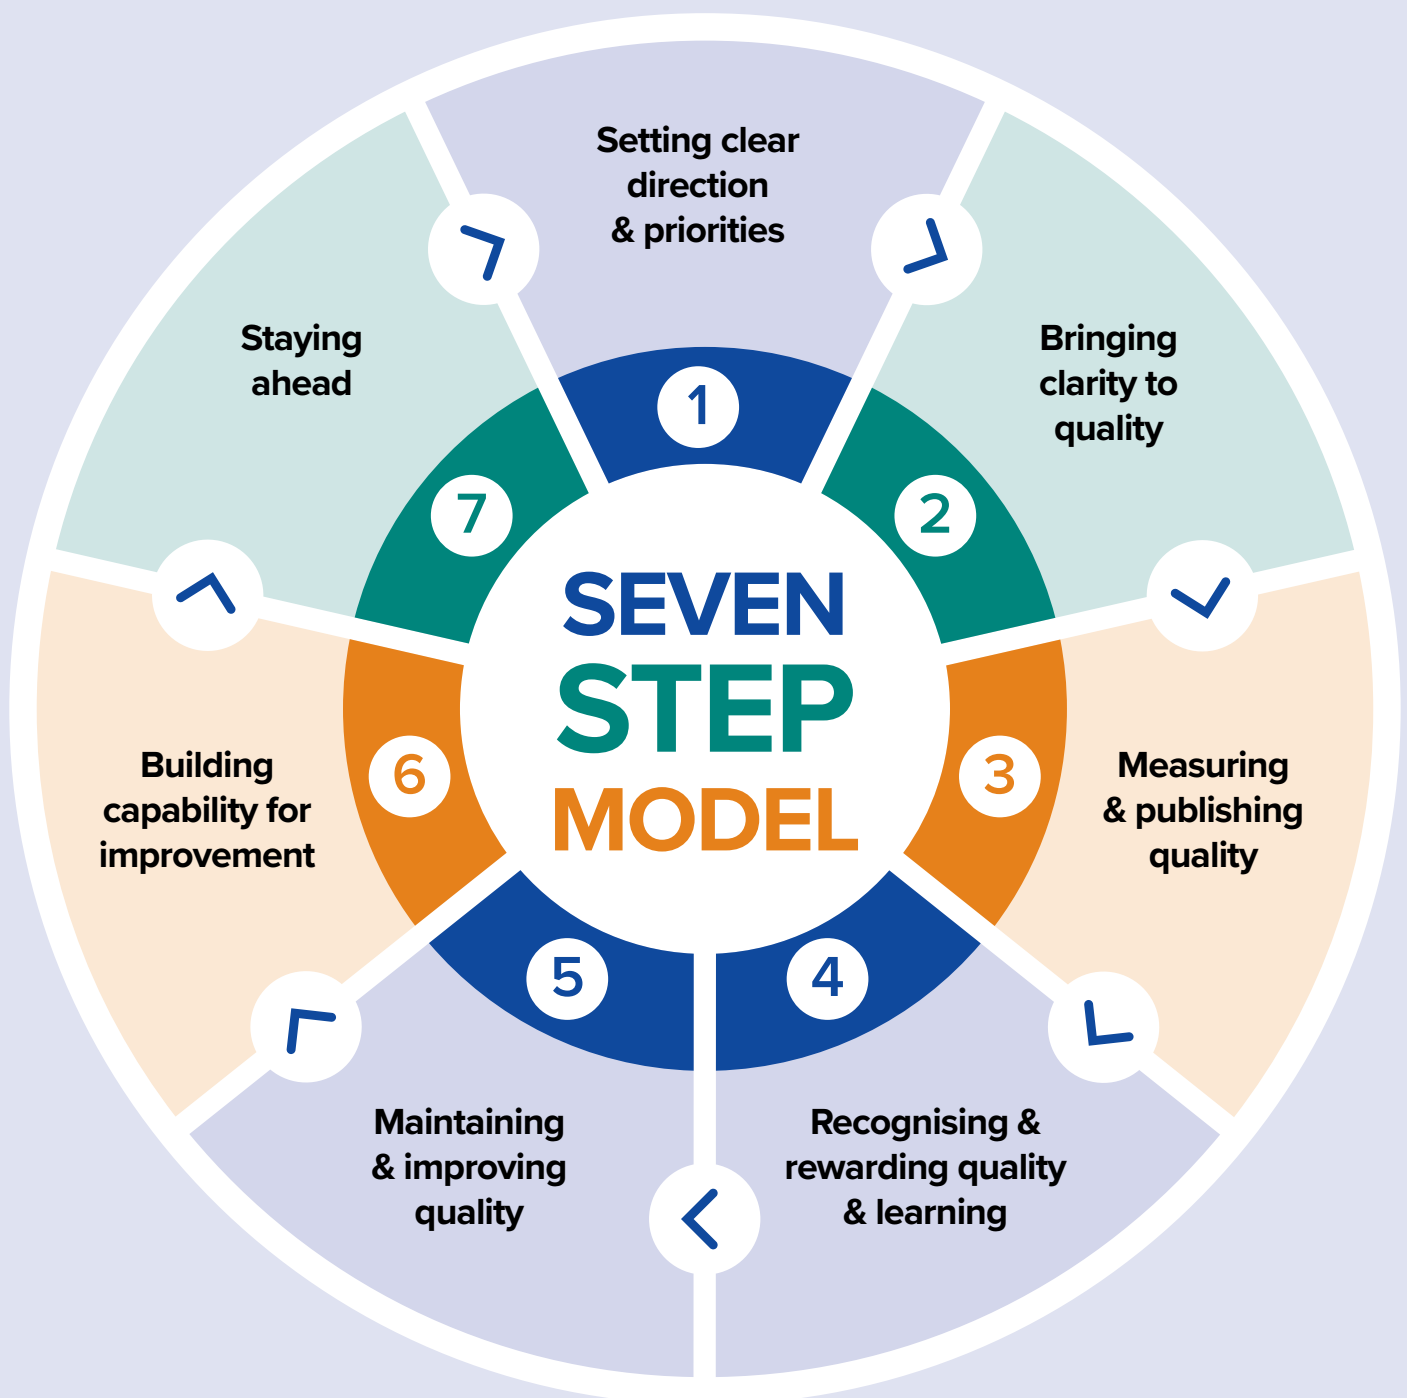 SEVEN
STEP
MODEL
1
Setting clear
direction
& priorities
2
Bringing
clarity to
quality
3
Measuring
& publishing
quality
4
Recognising &
rewarding quality
& learning
5
Maintaining
& improving
quality
6
Building
capability for
improvement
7
Staying
ahead